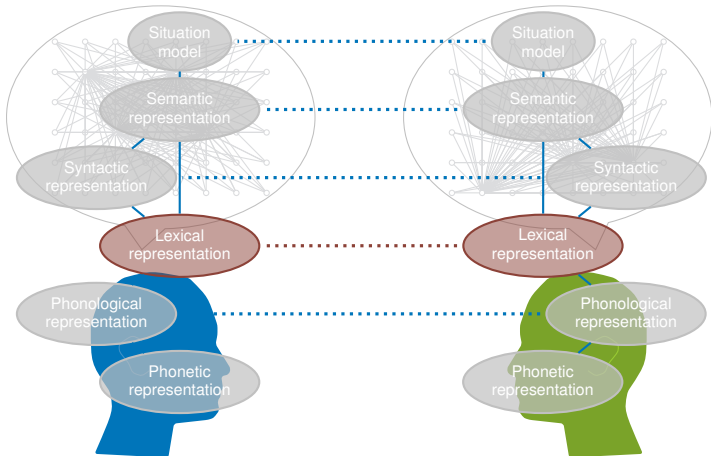 Situation
model
Situation
model
Semantic
representation
Semantic
representation
Syntactic
representation
Syntactic
representation
Lexical
representation
Lexical
representation
Phonological
representation
Phonological
representation
Phonetic
representation
Phonetic
representation